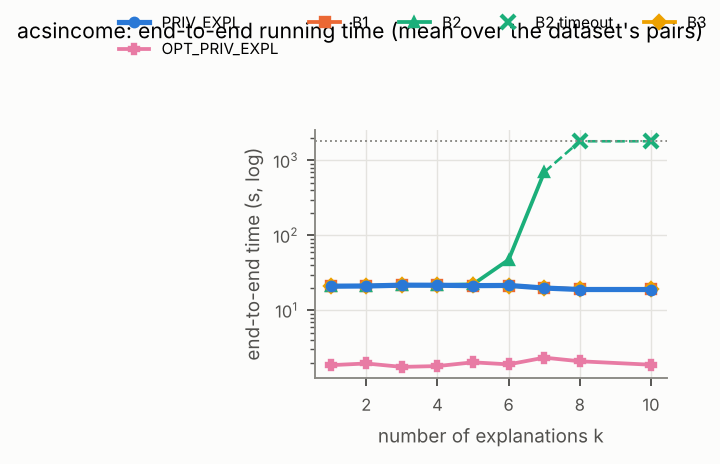 PRIV_EXPL B1 B2 B2 timeout B3
acsincome: end-to-end running time (mean over the dataset's pairs)
OPT_PRIV_EXPL
end-to-end time (s, log)
10³
10²
10¹
2 4 6 8 10
number of explanations k